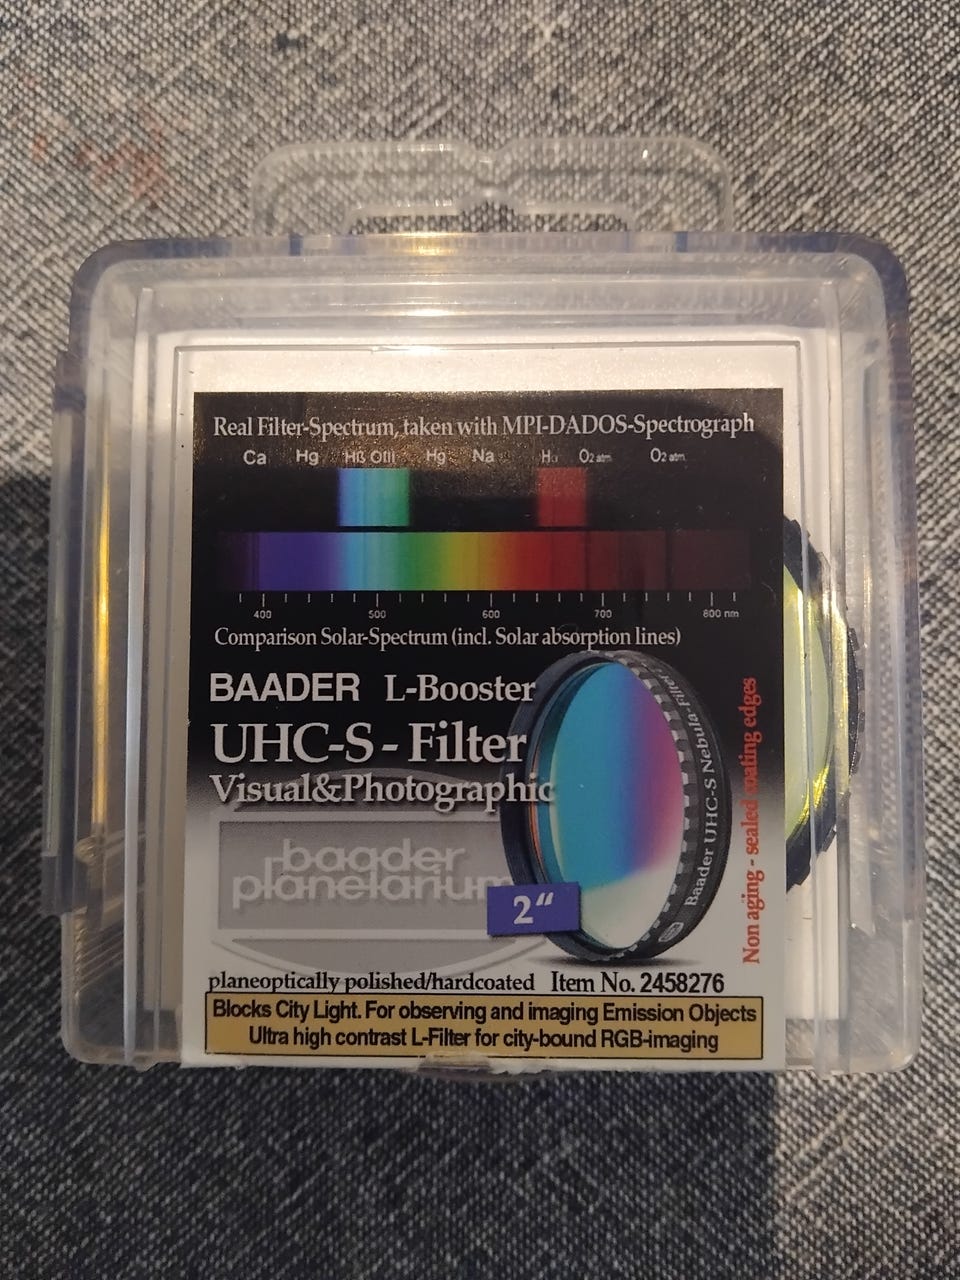 Real Filter-Spectrum, taken with MPI-DADOS-Spectrograph
Ca Hg Hß OIII Hg Na Hα O2 atm. O2 atm.
400 500 600 700 800 nm
Comparison Solar-Spectrum (incl. Solar absorption lines)
BAADER L-Booster
UHC-S - Filter
Visual&Photographic
baader
planetarium
2“
Baader UHC-S Nebula-Filter
Non aging - sealed coating edges
planeoptically polished/hardcoated Item No. 2458276
Blocks City Light. For observing and imaging Emission Objects
Ultra high contrast L-Filter for city-bound RGB-imaging